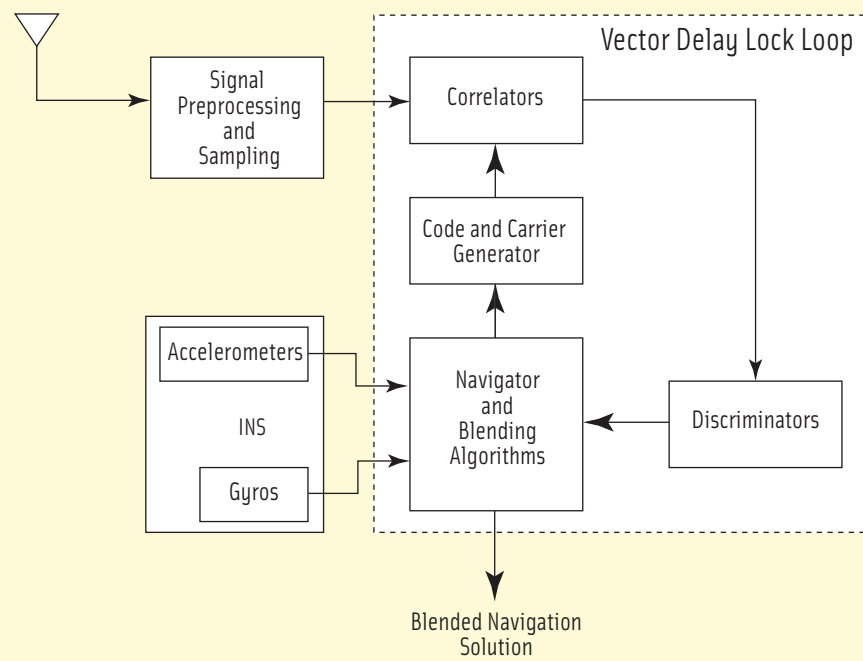 Vector Delay Lock Loop
Signal
Preprocessing
and
Sampling
Correlators
Code and Carrier
Generator
Accelerometers
INS
Gyros
Navigator
and
Blending
Algorithms
Discriminators
Blended Navigation
Solution